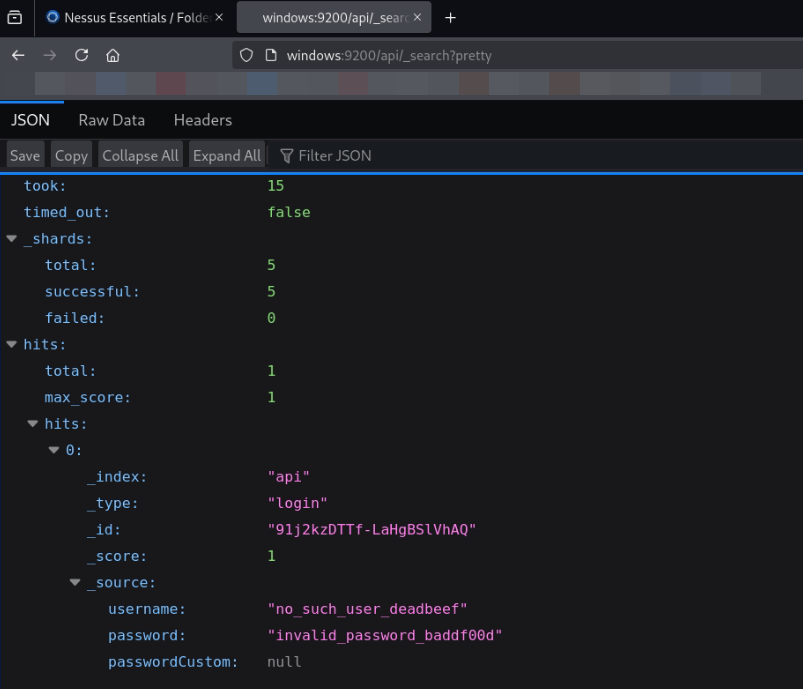 Nessus Essentials / Folde
windows:9200/api/_sear
windows:9200/api/_search?pretty
JSON Raw Data Headers
Save Copy Collapse All Expand All Filter JSON
took: 15
timed_out: false
_shards:
total: 5
successful: 5
failed: 0
hits:
total: 1
max_score: 1
hits:
0:
_index: "api"
_type: "login"
_id: "91j2kzDTTf-LaHgBSlVhAQ"
_score: 1
_source:
username: "no_such_user_deadbeef"
password: "invalid_password_baddf00d"
passwordCustom: null